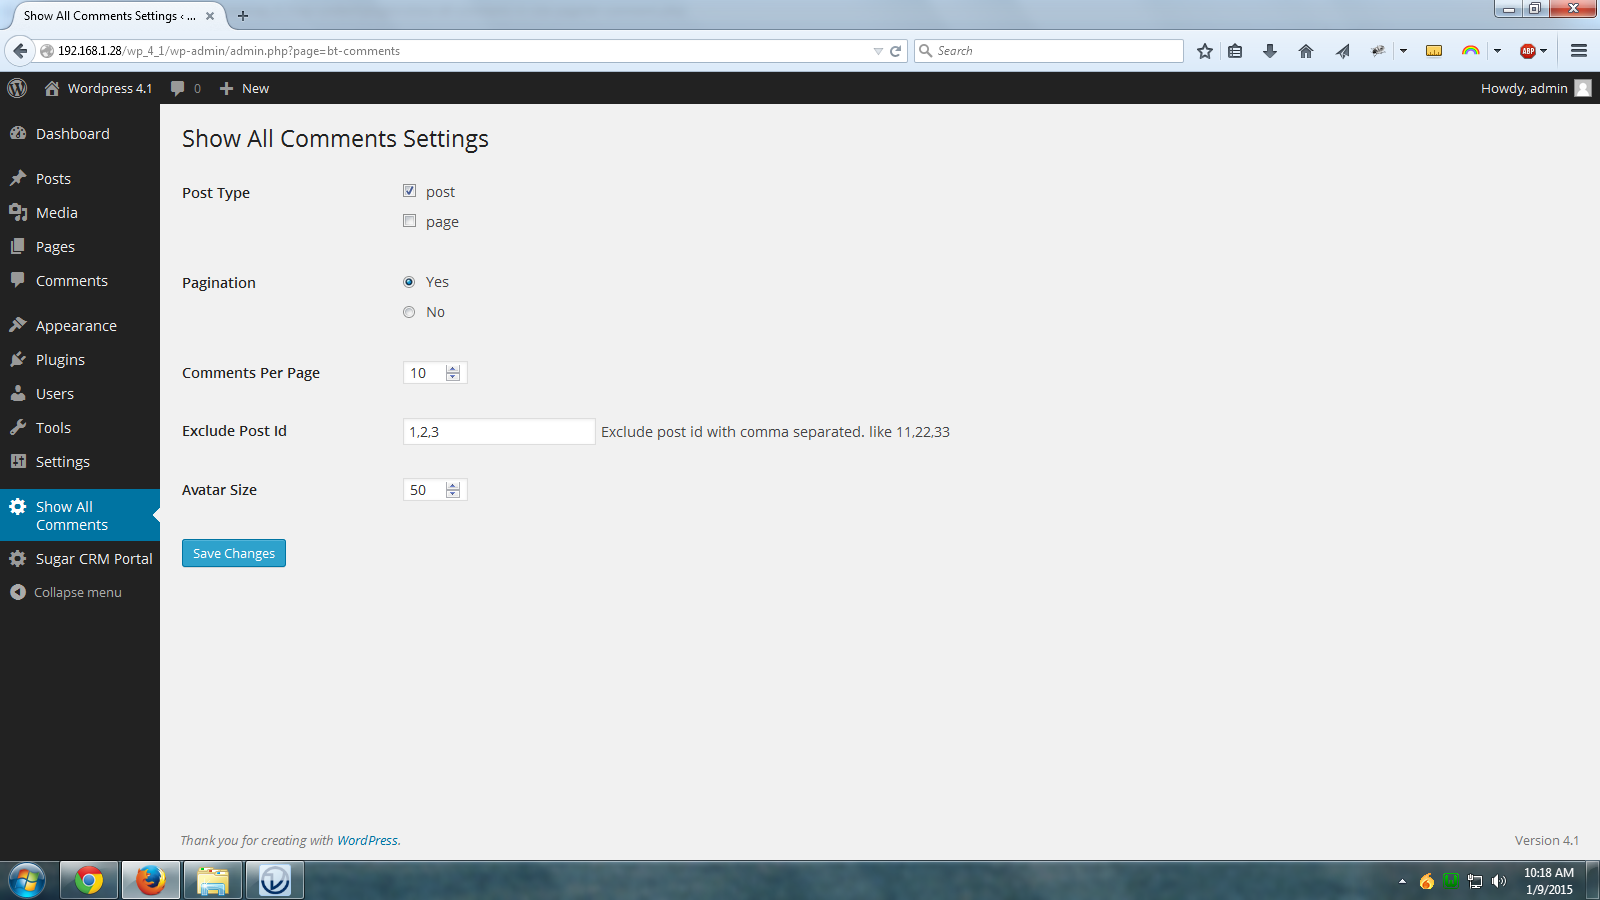 Show All Comments Settings ‹ ...
192.168.1.28/wp_4_1/wp-admin/admin.php?page=bt-comments
Search
ABP
Wordpress 4.1
0
New
Howdy, admin
Dashboard
Posts
Media
Pages
Comments
Appearance
Plugins
Users
Tools
Settings
Show All
Comments
Sugar CRM Portal
Collapse menu
Show All Comments Settings
Post Type
post
page
Pagination
Yes
No
Comments Per Page
10
Exclude Post Id
1,2,3
Exclude post id with comma separated. like 11,22,33
Avatar Size
50
Save Changes
Thank you for creating with WordPress.
Version 4.1
10:18 AM
1/9/2015